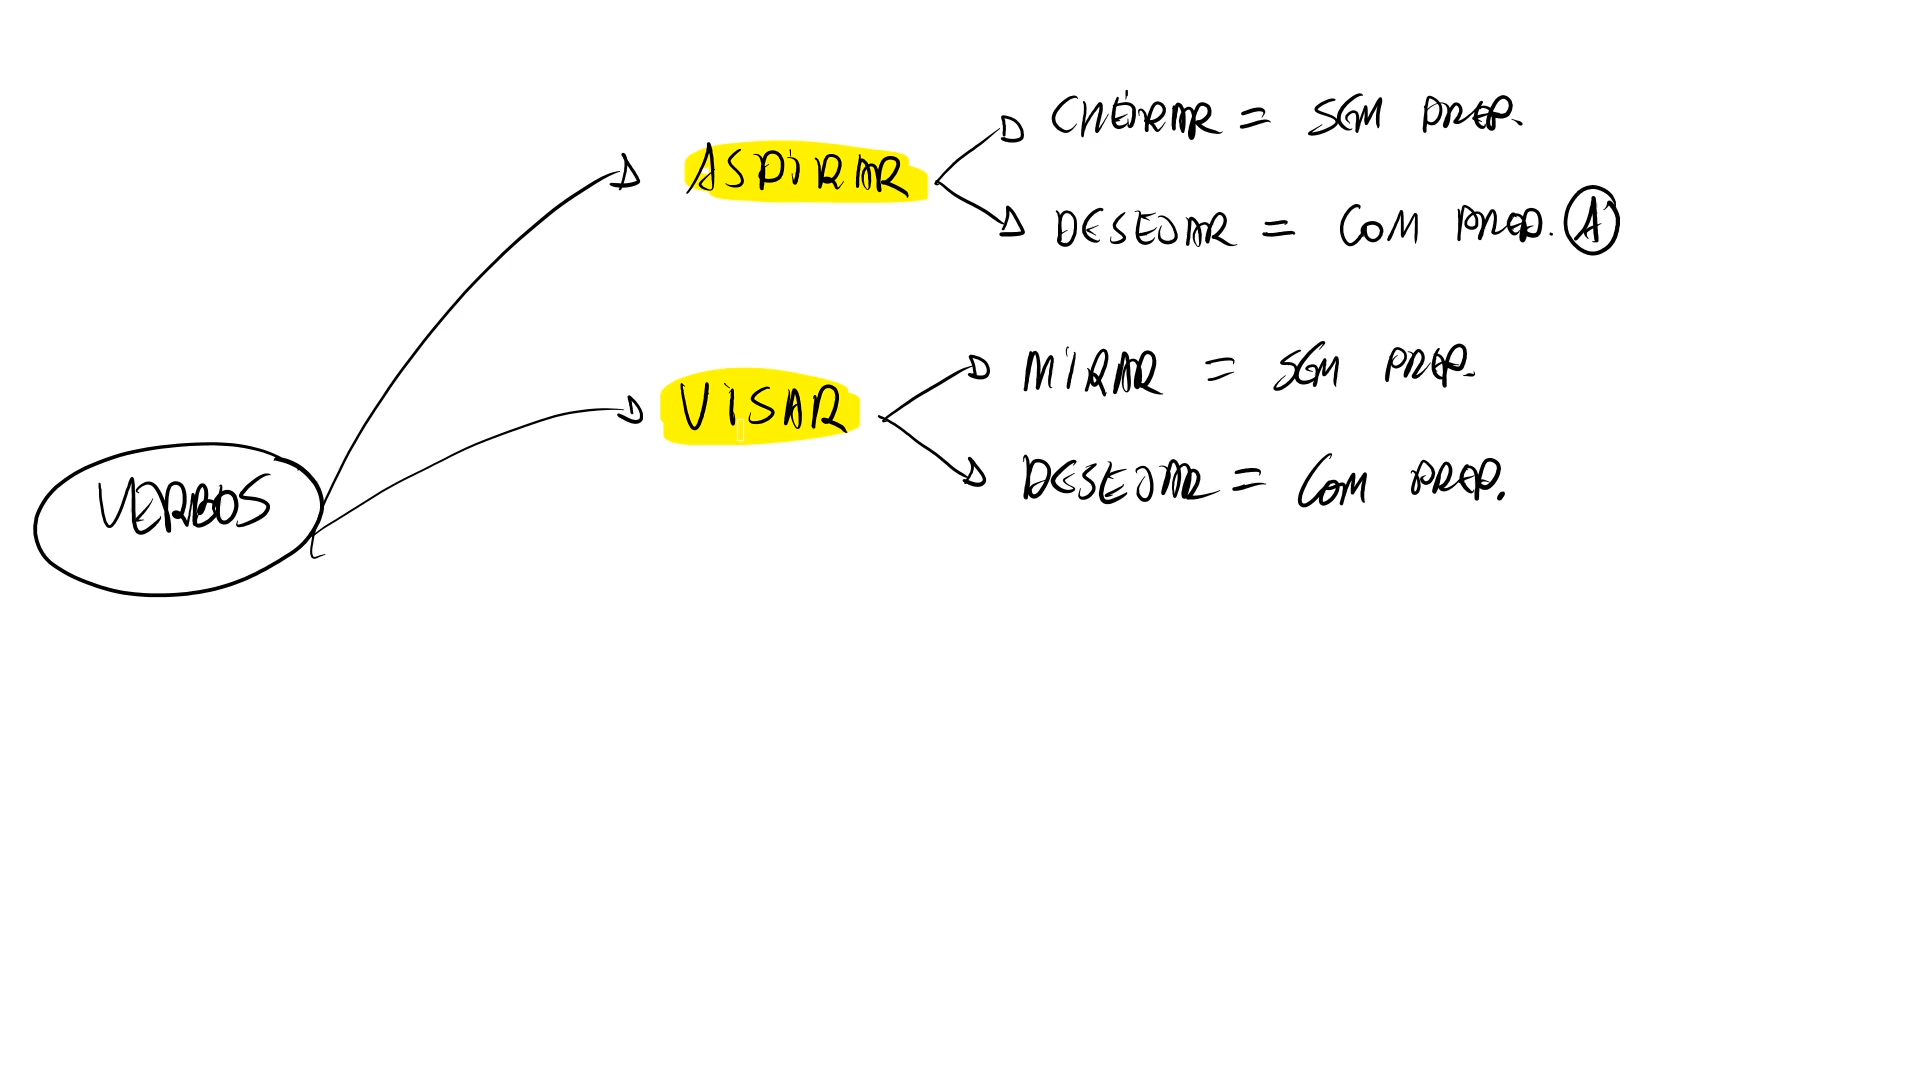 CHEIRAR = SEM PREP.
ASPIRAR
DESEJAR = COM PREP. A
MIRAR = SEM PREP.
VISAR
DESEJAR = COM PREP.
VERBOS